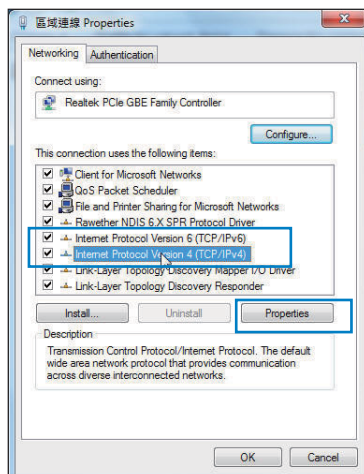 區域連線 Properties
Networking
Authentication
Connect using:
Realtek PCIe GBE Family Controller
Configure...
This connection uses the following items:
Client for Microsoft Networks
QoS Packet Scheduler
File and Printer Sharing for Microsoft Networks
Rawether NDIS 6.X SPR Protocol Driver
Internet Protocol Version 6 (TCP/IPv6)
Internet Protocol Version 4 (TCP/IPv4)
Link-Layer Topology Discovery Mapper I/O Driver
Link-Layer Topology Discovery Responder
Install...
Uninstall
Properties
Description
Transmission Control Protocol/Internet Protocol. The default
wide area network protocol that provides communication
across diverse interconnected networks.
OK
Cancel